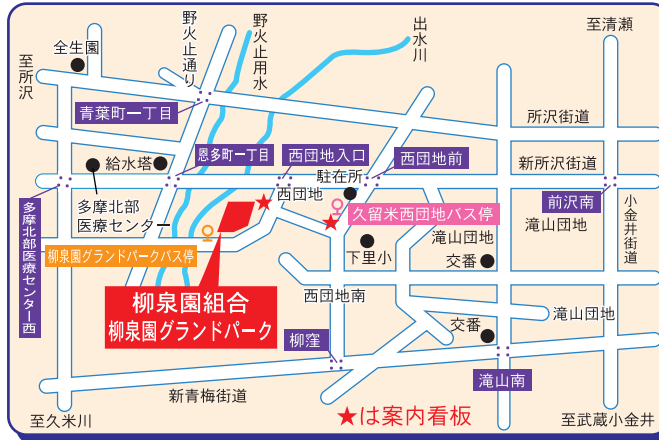 至所沢
全生園
野火止通り
野火止用水
出水川
至清瀬
青葉町一丁目
所沢街道
給水塔
恩多町一丁目
西団地入口
西団地前
新所沢街道
駐在所
西団地
前沢南
多摩北部
医療センター
久留米西団地バス停
滝山団地
小金井街道
多摩北部医療センター西
柳泉園グランドパークバス停
下里小
滝山団地
交番
柳泉園組合
柳泉園グランドパーク
西団地南
滝山団地
交番
柳窪
滝山南
新青梅街道
至久米川
★は案内看板
至武蔵小金井